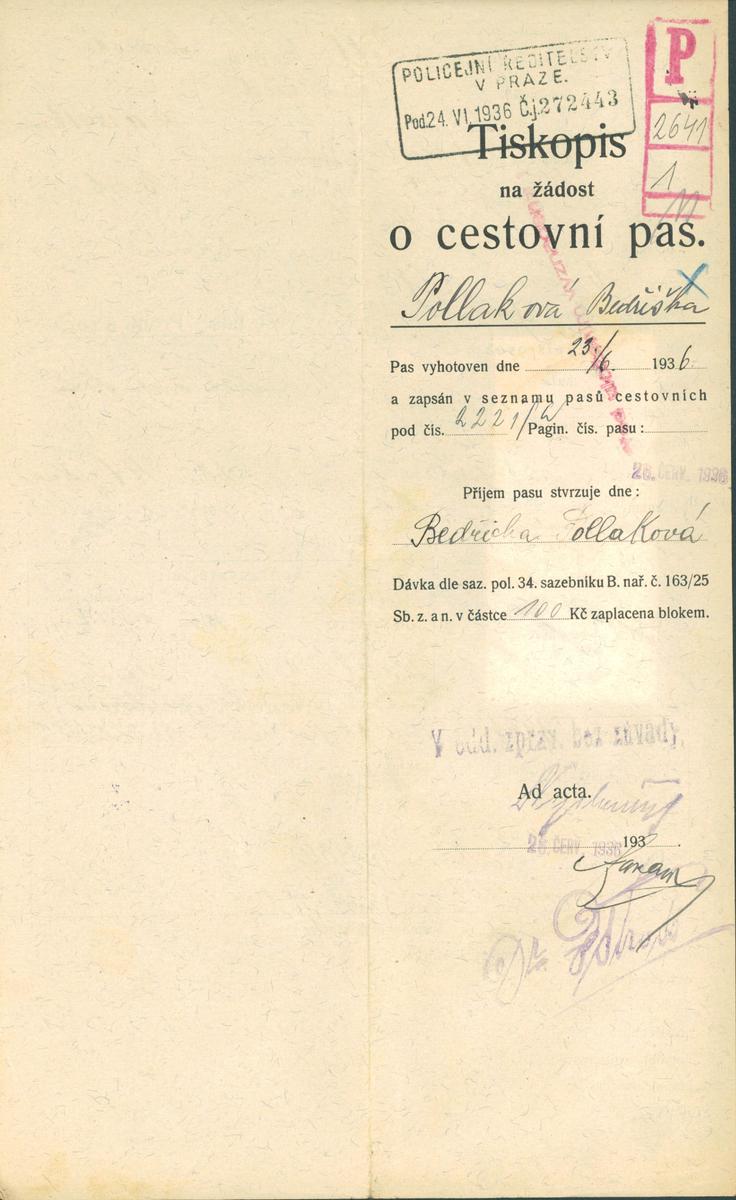 POLICEJNÍ ŘEDITELSTVÍ
V PRAZE.
Pod. 24. VI. 1936 Č.j. 272443
P
2641
1
Tiskopis
na žádost
o cestovní pas.
Pollaková Bedřiška
Pas vyhotoven dne 23/6. 1936.
a zapsán v seznamu pasů cestovních
pod čís. 2221/ Pagin. čís. pasu:
26. ČERV. 1936
Příjem pasu stvrzuje dne:
Bedřicha Pollaková
Dávka dle saz. pol. 34. sazebníku B. nař. č. 163/25
Sb. z. a n. v částce 100 Kč zaplacena blokem.
V odd. zpráv. bez závady.
Ad acta.
26. ČERV. 1936 193 .
Dr.